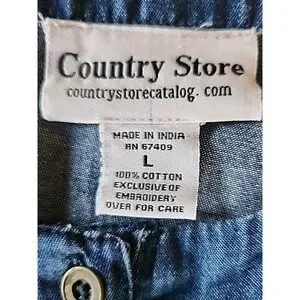 Country Store
countrystorecatalog. com
MADE IN INDIA
RN 67409
L
100% COTTON
EXCLUSIVE OF
EMBROIDERY
OVER FOR CARE